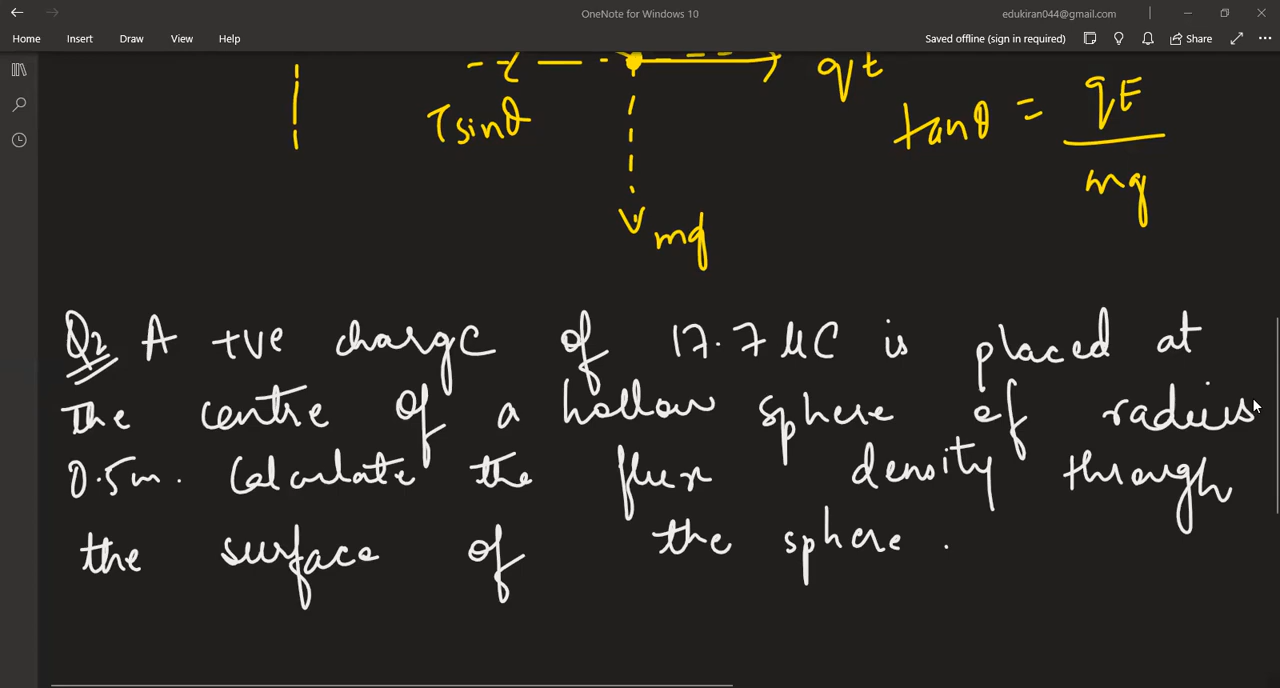 OneNote for Windows 10
edukiran044@gmail.com
Home Insert Draw View Help
Saved offline (sign in required) Share
qE
T sinθ
tanθ = qE / mg
mg
Q2 A +ve charge of 17.7 μC is placed at
the centre of a hollow sphere of radius
0.5m. Calculate the flux density through
the surface of the sphere.